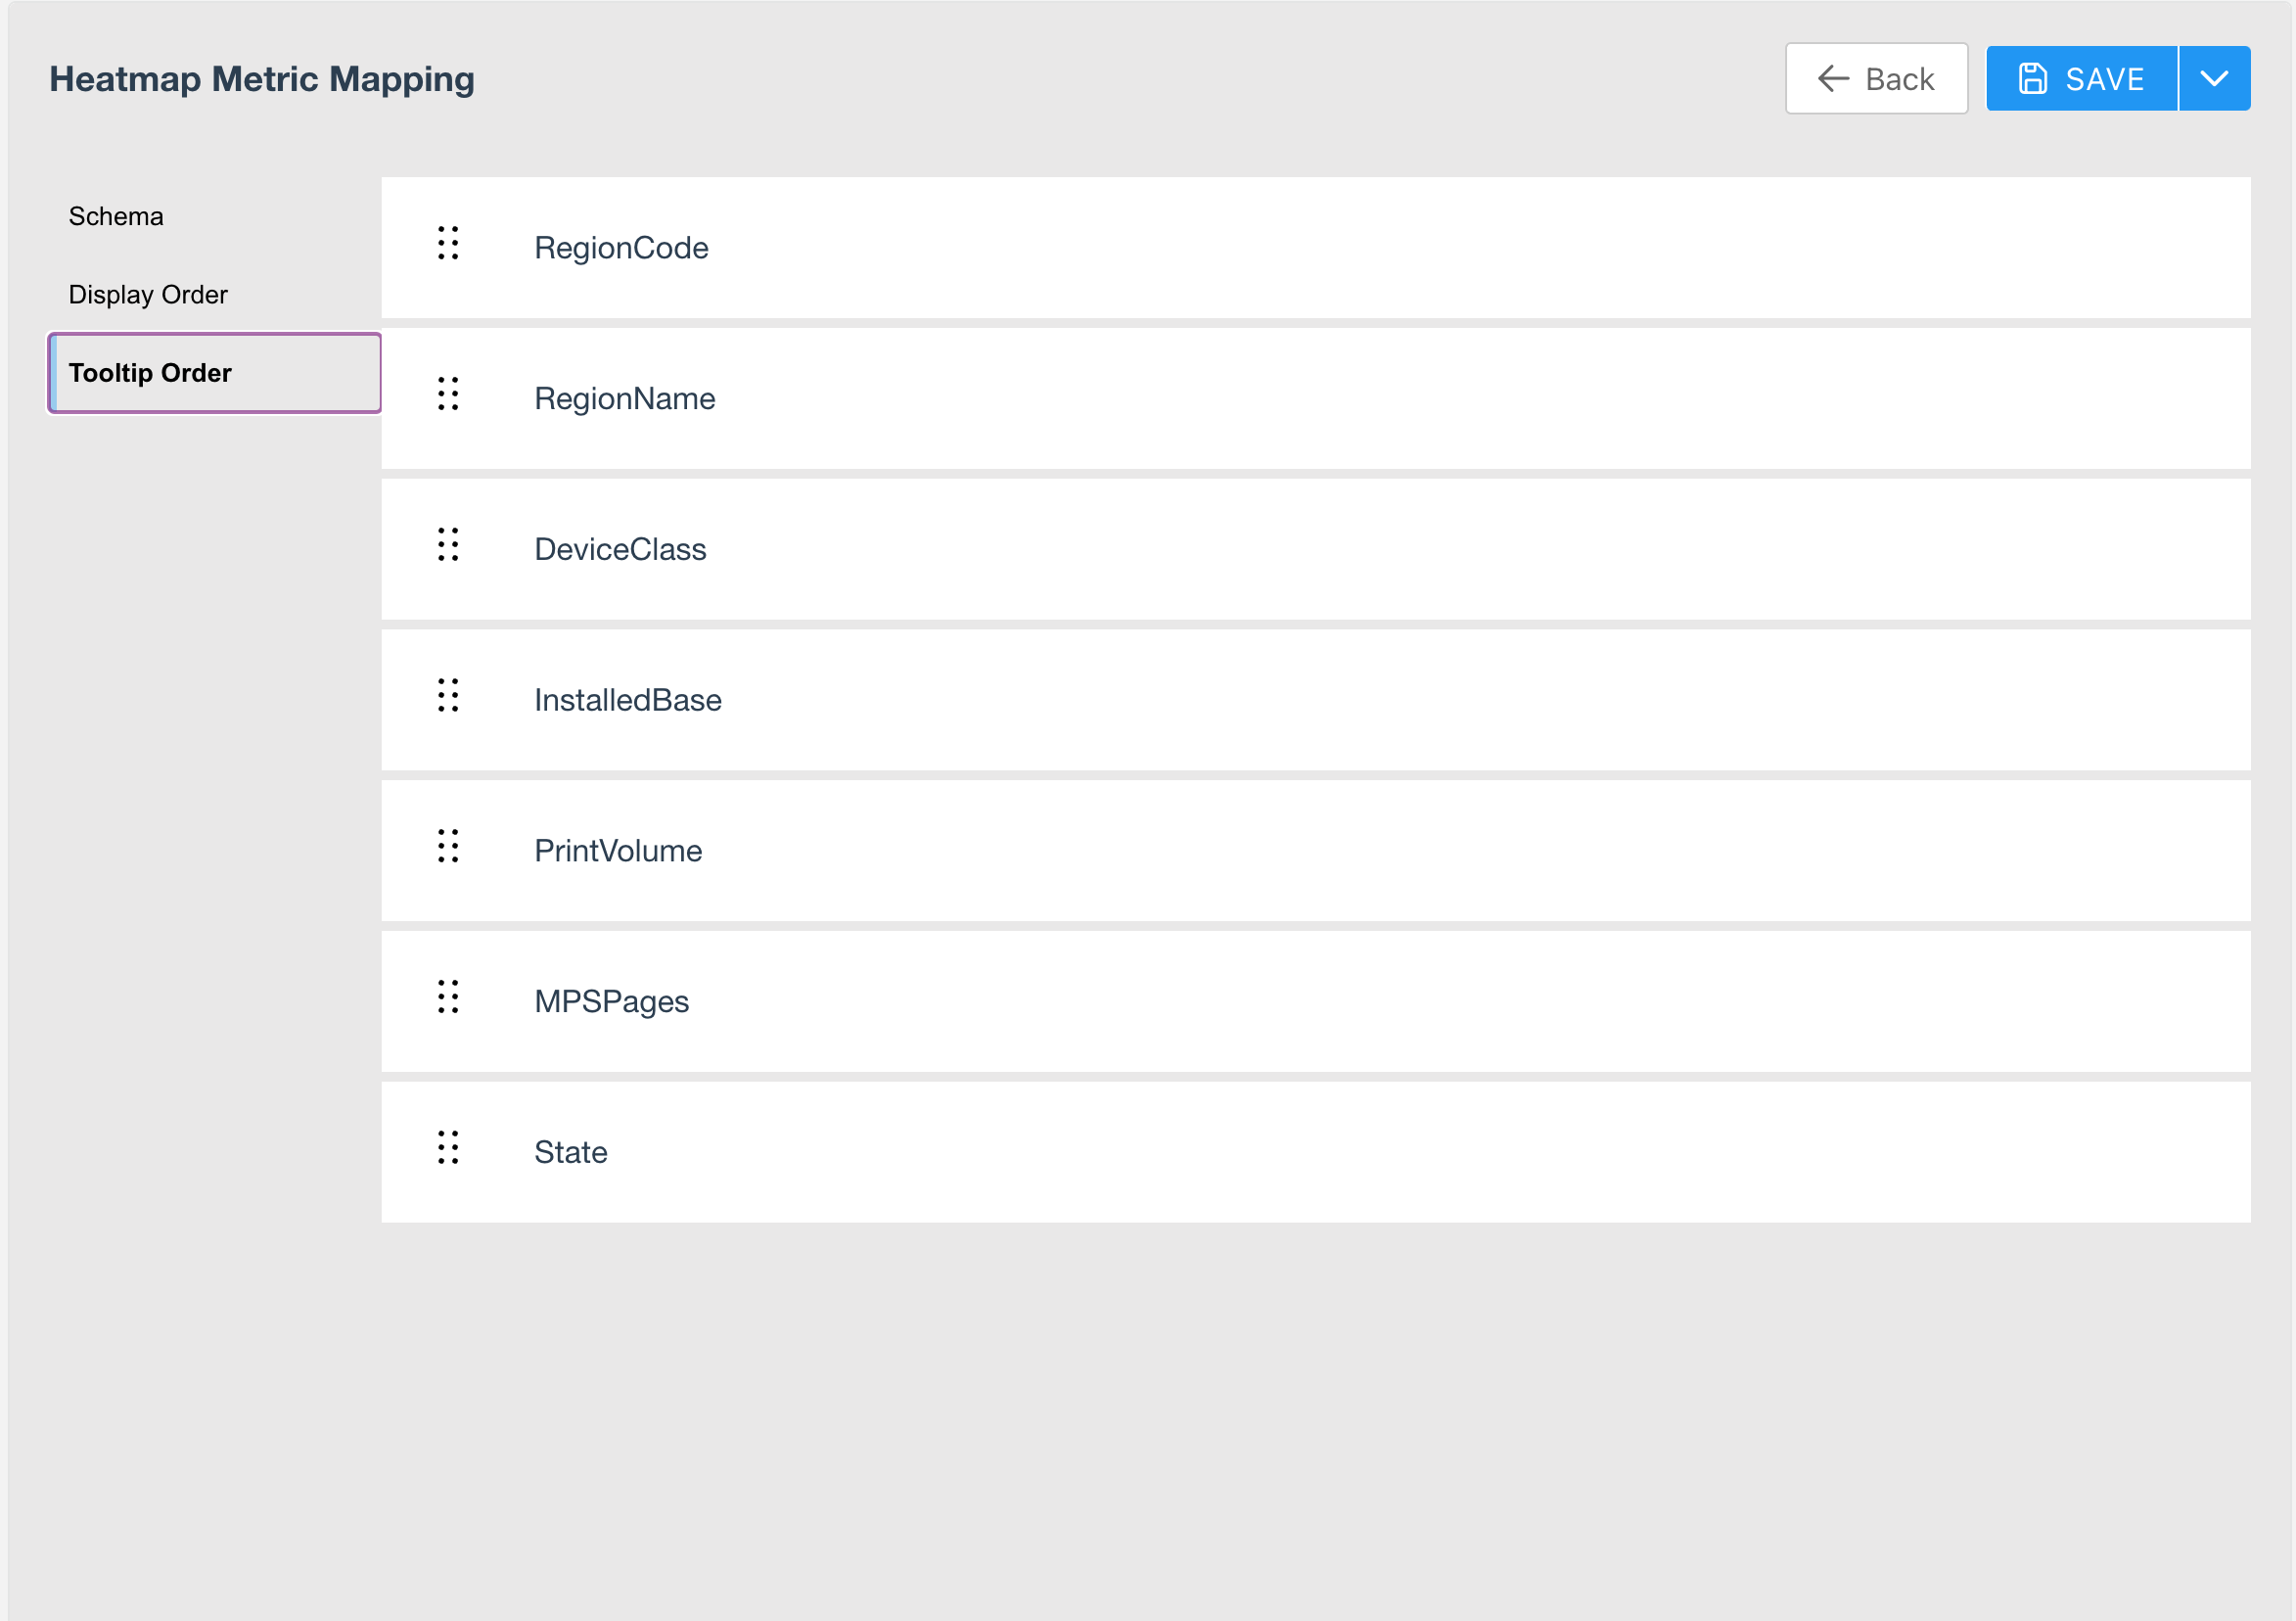 Heatmap Metric Mapping
Back
SAVE
Schema
Display Order
Tooltip Order
RegionCode
RegionName
DeviceClass
InstalledBase
PrintVolume
MPSPages
State